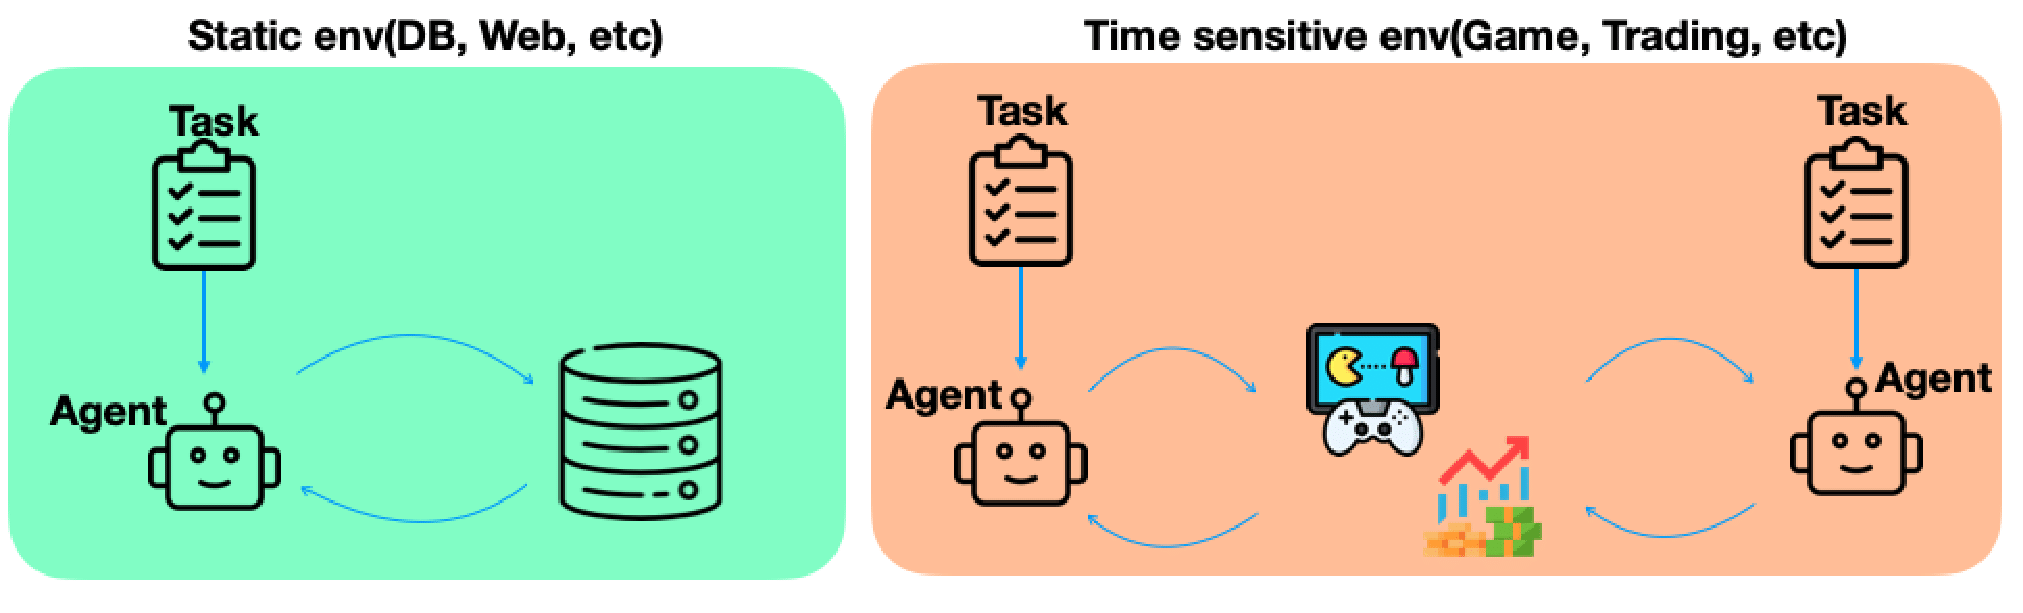 Static env(DB, Web, etc)
Task
Agent
Time sensitive env(Game, Trading, etc)
Task
Agent
Task
Agent